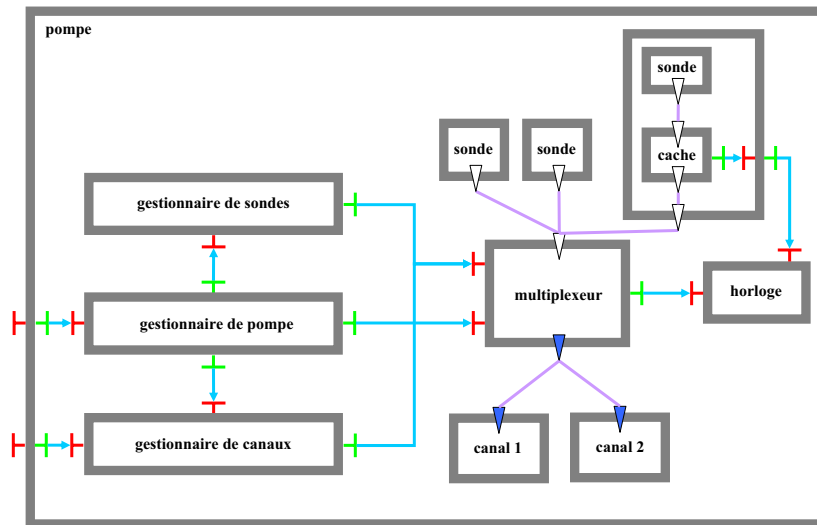 pompe
sonde
sonde
sonde
cache
gestionnaire de sondes
multiplexeur
horloge
gestionnaire de pompe
gestionnaire de canaux
canal 1
canal 2